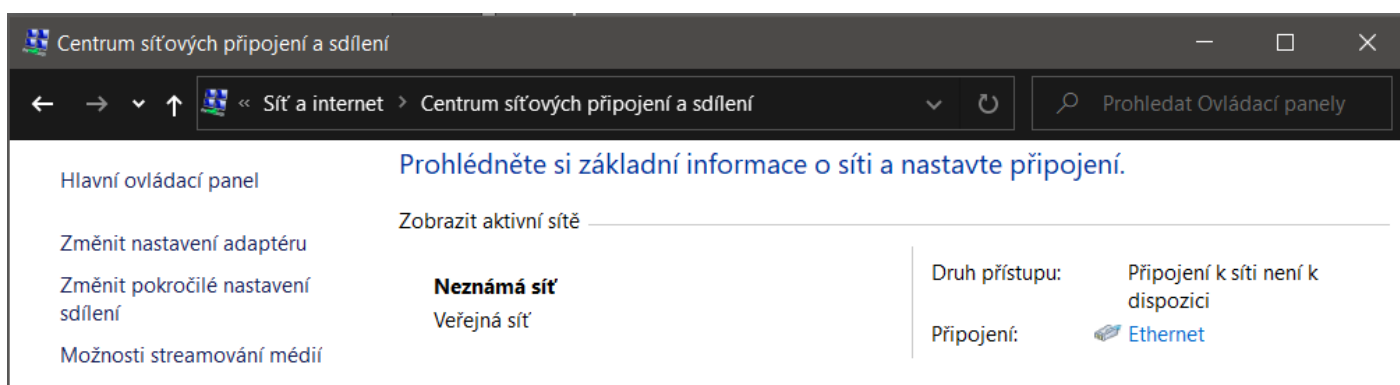 Centrum síťových připojení a sdílení
« Síť a internet > Centrum síťových připojení a sdílení
Prohledat Ovládací panely
Hlavní ovládací panel
Změnit nastavení adaptéru
Změnit pokročilé nastavení
sdílení
Možnosti streamování médií
Prohlédněte si základní informace o síti a nastavte připojení.
Zobrazit aktivní sítě
Neznámá síť
Veřejná síť
Druh přístupu: Připojení k síti není k
dispozici
Připojení: Ethernet